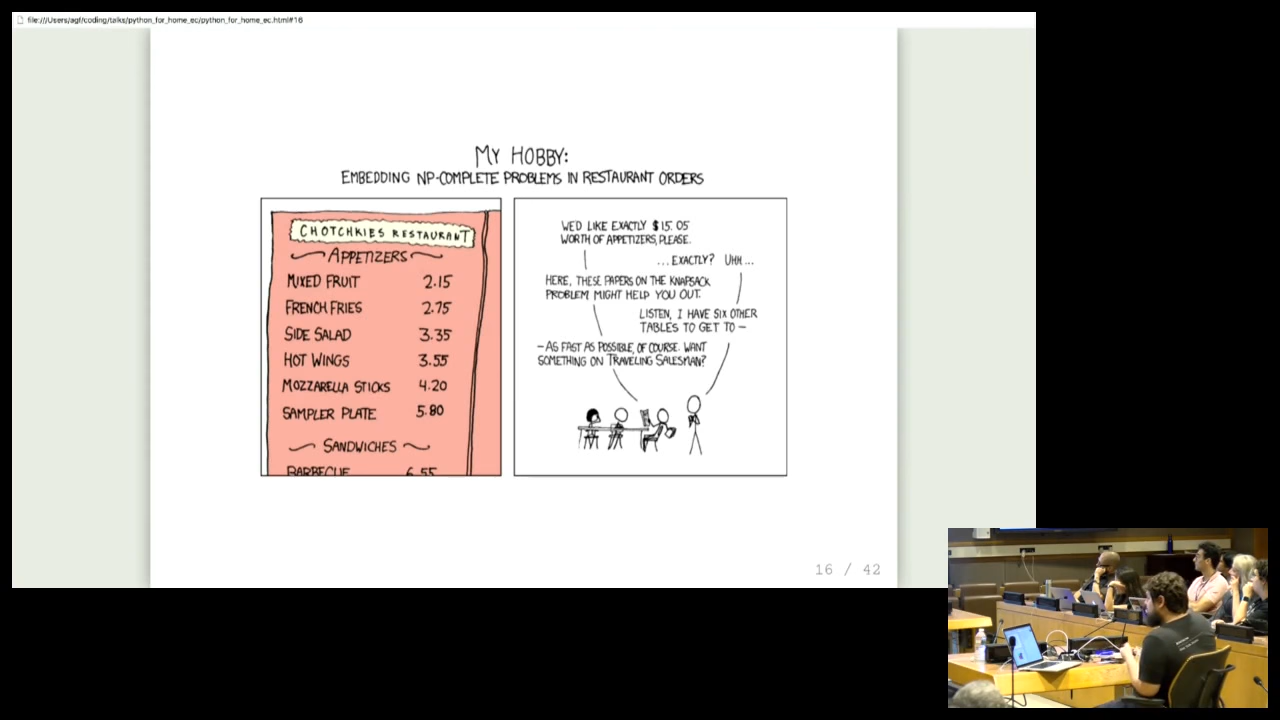 file:///Users/agf/coding/talks/python_for_home_ec/python_for_home_ec.html#16
MY HOBBY:
EMBEDDING NP-COMPLETE PROBLEMS IN RESTAURANT ORDERS
CHOTCHKIES RESTAURANT
APPETIZERS
MIXED FRUIT 2.15
FRENCH FRIES 2.75
SIDE SALAD 3.35
HOT WINGS 3.55
MOZZARELLA STICKS 4.20
SAMPLER PLATE 5.80
SANDWICHES
BARBECUE 6.55
WE'D LIKE EXACTLY $15.05
WORTH OF APPETIZERS, PLEASE.
...EXACTLY? UHH...
HERE, THESE PAPERS ON THE KNAPSACK
PROBLEM MIGHT HELP YOU OUT.
LISTEN, I HAVE SIX OTHER
TABLES TO GET TO —
—AS FAST AS POSSIBLE, OF COURSE. WANT
SOMETHING ON TRAVELING SALESMAN?
16 / 42